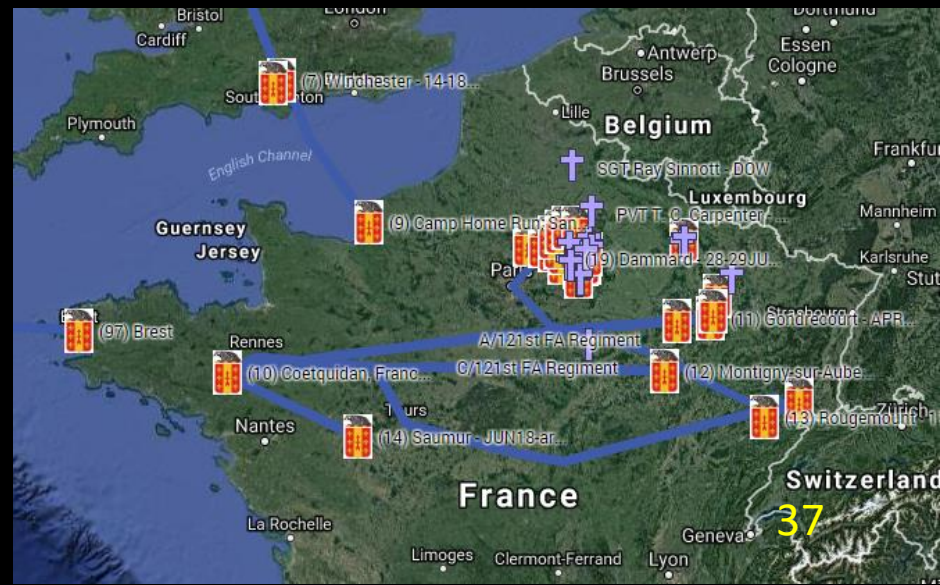 Bristol
London
Dortmund
Cardiff
Essen
Antwerp
Brussels
Cologne
(7) Winchester - 14-18...
Plymouth
Lille
Belgium
English Channel
SGT Ray Sinnott - DOW
Frankfu
Luxembourg
PVT T. C. Carpenter - ...
Mannheim
(9) Camp Home Run, San...
Guernsey
Jersey
(19) Dammard - 28-29JU...
Karlsruhe
Stut
(97) Brest
Strasbourg
(11) Gondrecourt - APR...
Rennes
A/121st FA Regiment
C/121st FA Regiment
(10) Coetquidan, Franc...
(12) Montigny-sur-Aube...
Tours
Zürich
(13) Rougemount - 1
Nantes
(14) Saumur - JUN18-ar...
Switzerland
France
37
La Rochelle
Geneva
Limoges
Clermont-Ferrand
Lyon